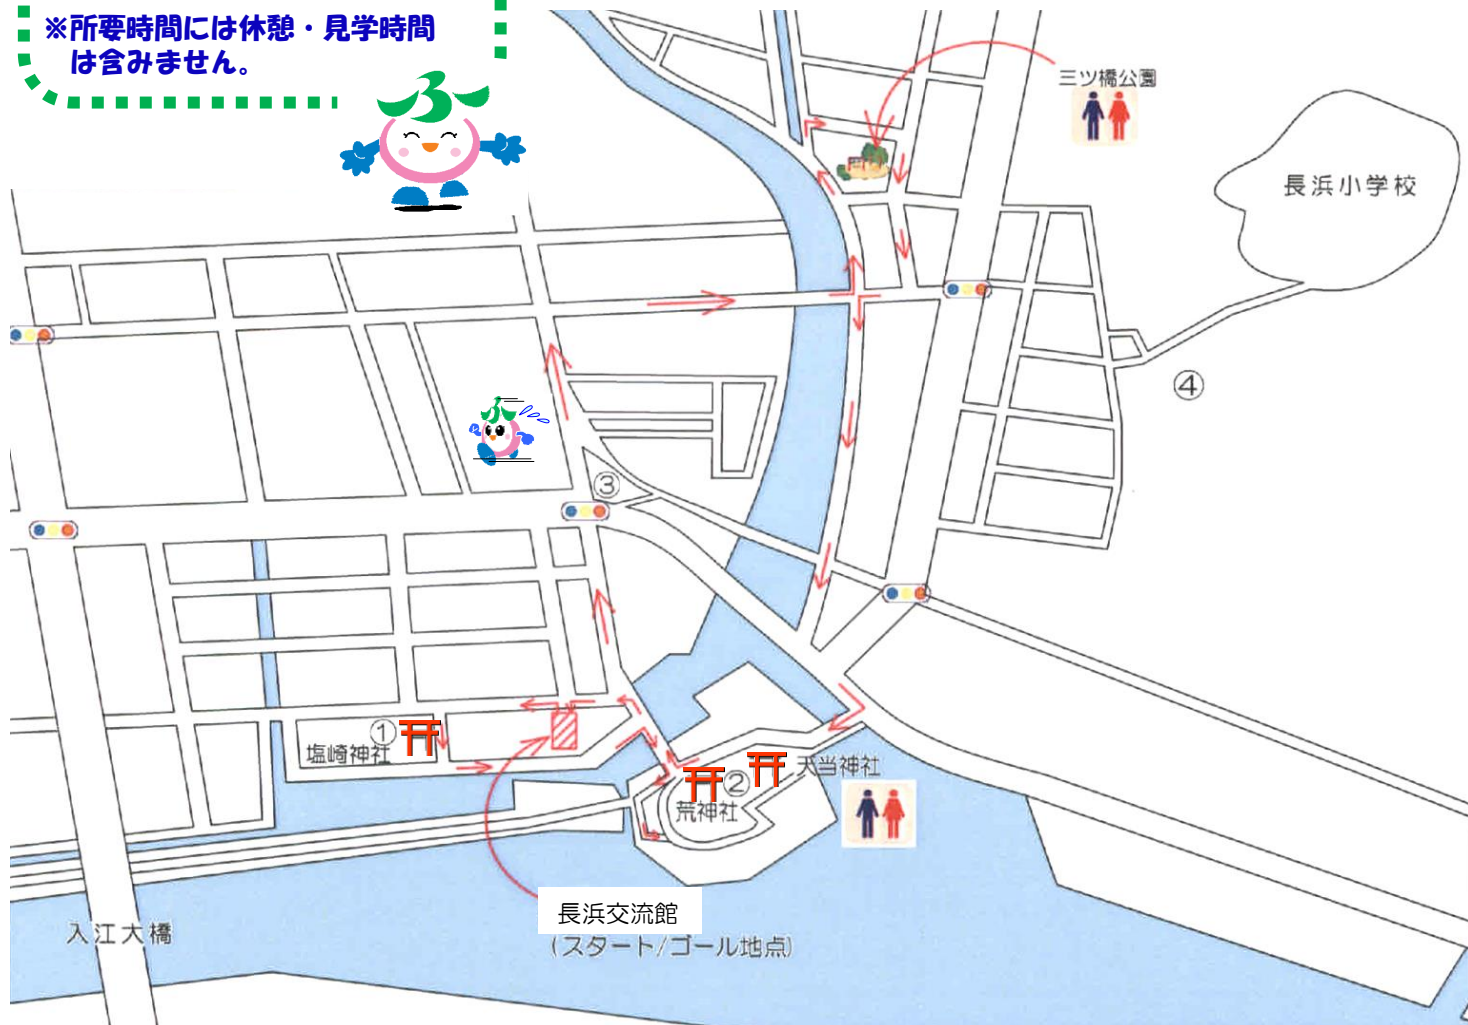 ※所要時間には休憩・見学時間
は含みません。
ふ
三ツ橋公園
長浜小学校
④
ふ
③
①
塩崎神社
②
天当神社
荒神社
長浜交流館
(スタート/ゴール地点)
入江大橋